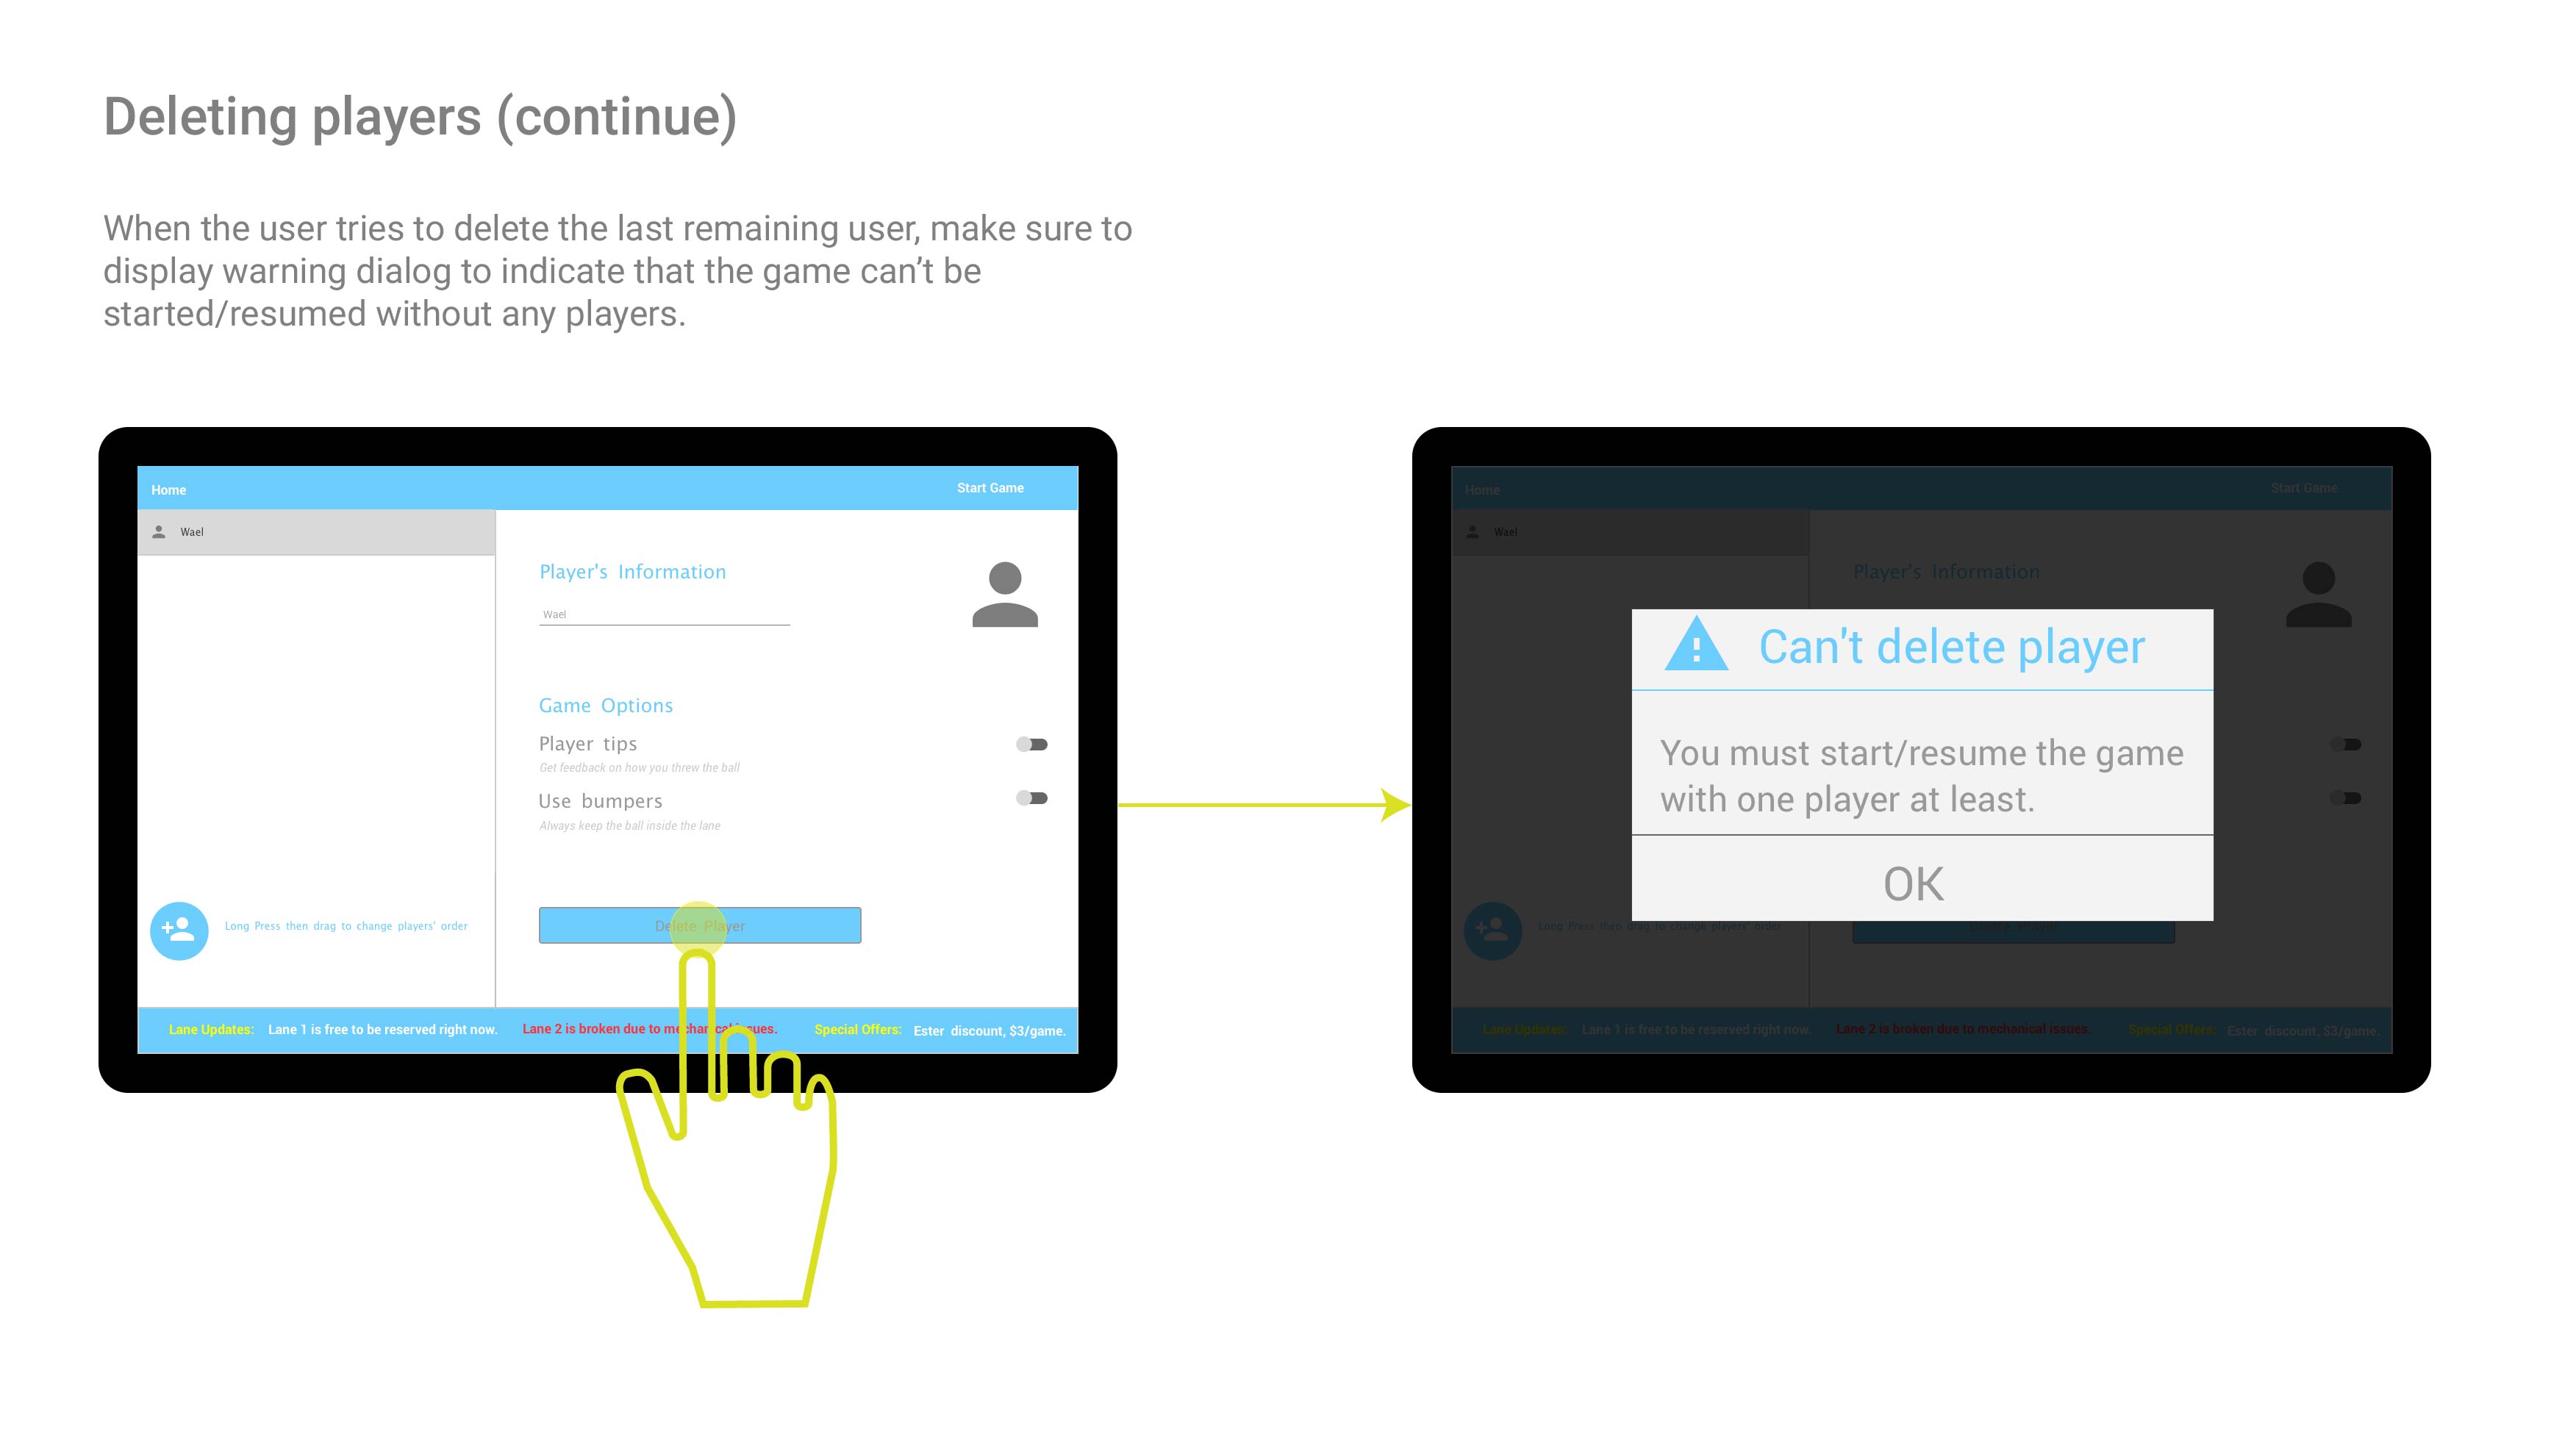 Deleting players (continue)
When the user tries to delete the last remaining user, make sure to
display warning dialog to indicate that the game can’t be
started/resumed without any players.
Home
Start Game
Wael
Player's Information
Wael
Game Options
Player tips
Get feedback on how you threw the ball
Use bumpers
Always keep the ball inside the lane
Delete Player
Long Press then drag to change players' order
Lane Updates: Lane 1 is free to be reserved right now. Lane 2 is broken due to mechanical issues. Special Offers: Ester discount, $3/game.
Home
Start Game
Wael
Player's Information
Can't delete player
You must start/resume the game
with one player at least.
OK
Long Press then drag to change players' order
Delete Player
Lane Updates: Lane 1 is free to be reserved right now. Lane 2 is broken due to mechanical issues. Special Offers: Ester discount, $3/game.